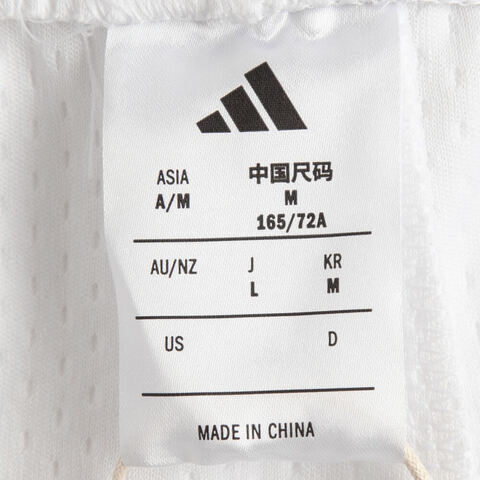 ASIA 中国尺码
A/M M
165/72A
AU/NZ J KR
L M
US D
MADE IN CHINA